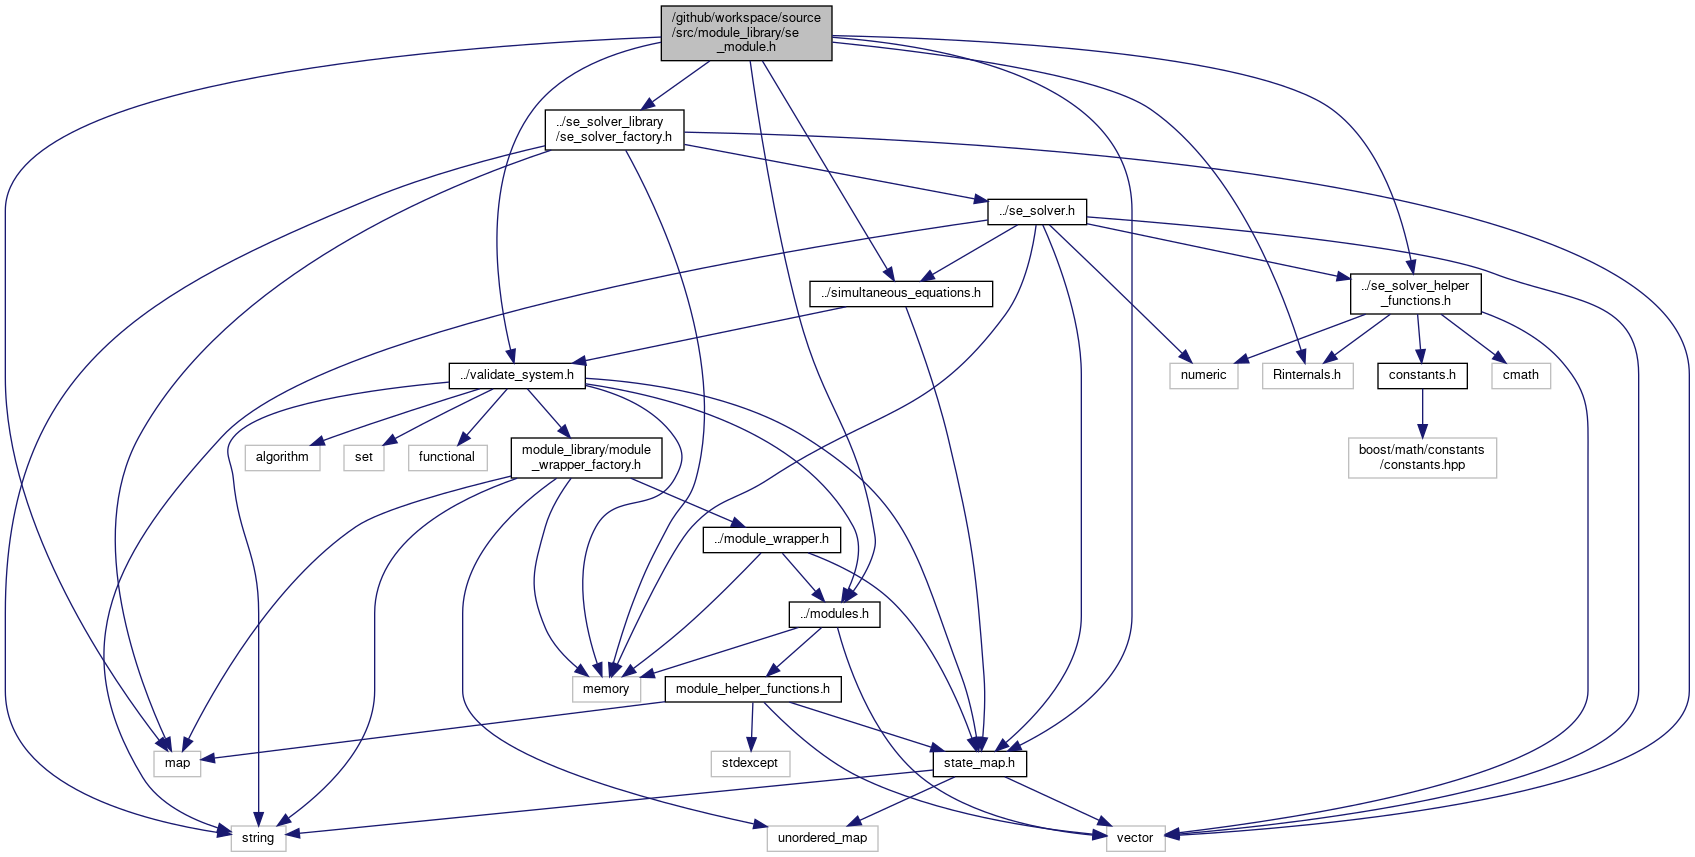 /github/workspace/source
/src/module_library/se
_module.h
../se_solver_library
/se_solver_factory.h
../se_solver.h
../simultaneous_equations.h
../se_solver_helper
_functions.h
../validate_system.h
numeric
Rinternals.h
constants.h
cmath
algorithm
set
functional
module_library/module
_wrapper_factory.h
boost/math/constants
/constants.hpp
../module_wrapper.h
../modules.h
memory
module_helper_functions.h
map
stdexcept
state_map.h
string
unordered_map
vector